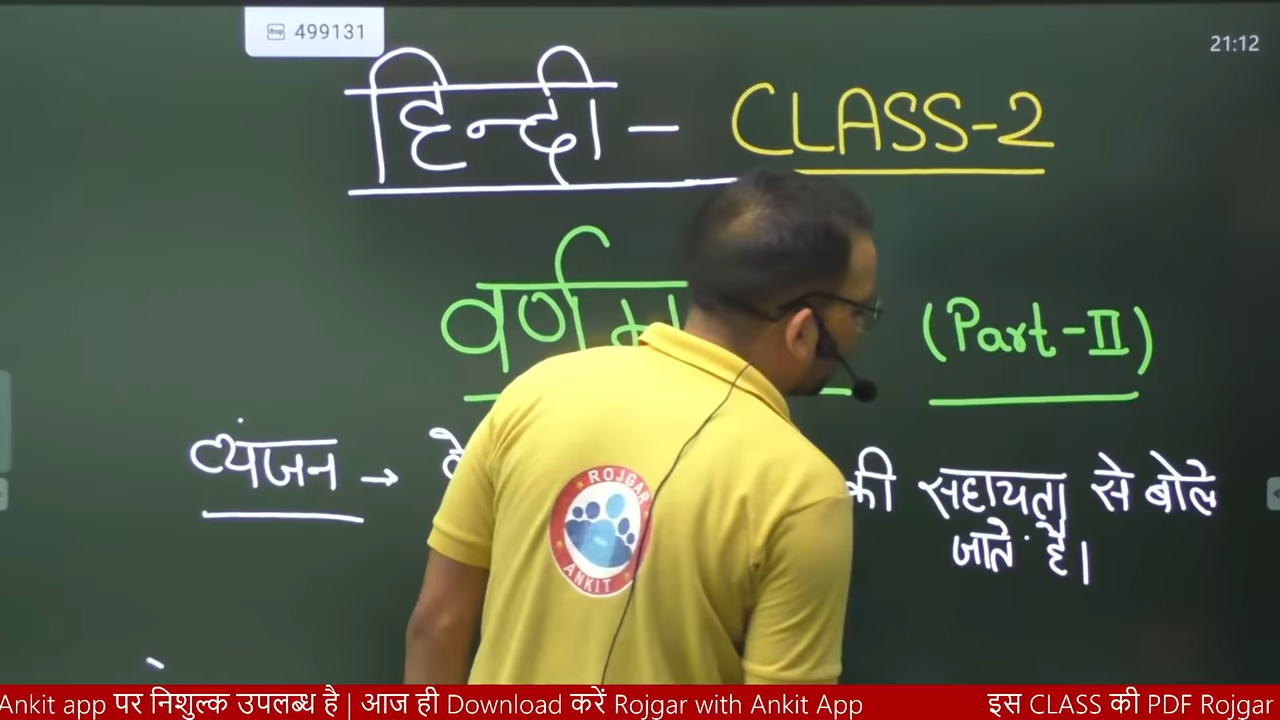 499131
21:12
हिन्दी - CLASS-2
(Part-II)
व्यंजन → की सहायता से बोले
जाते है।
ROJGAR
ANKIT
Ankit app पर निशुल्क उपलब्ध है | आज ही Download करें Rojgar with Ankit App इस CLASS की PDF Rojgar